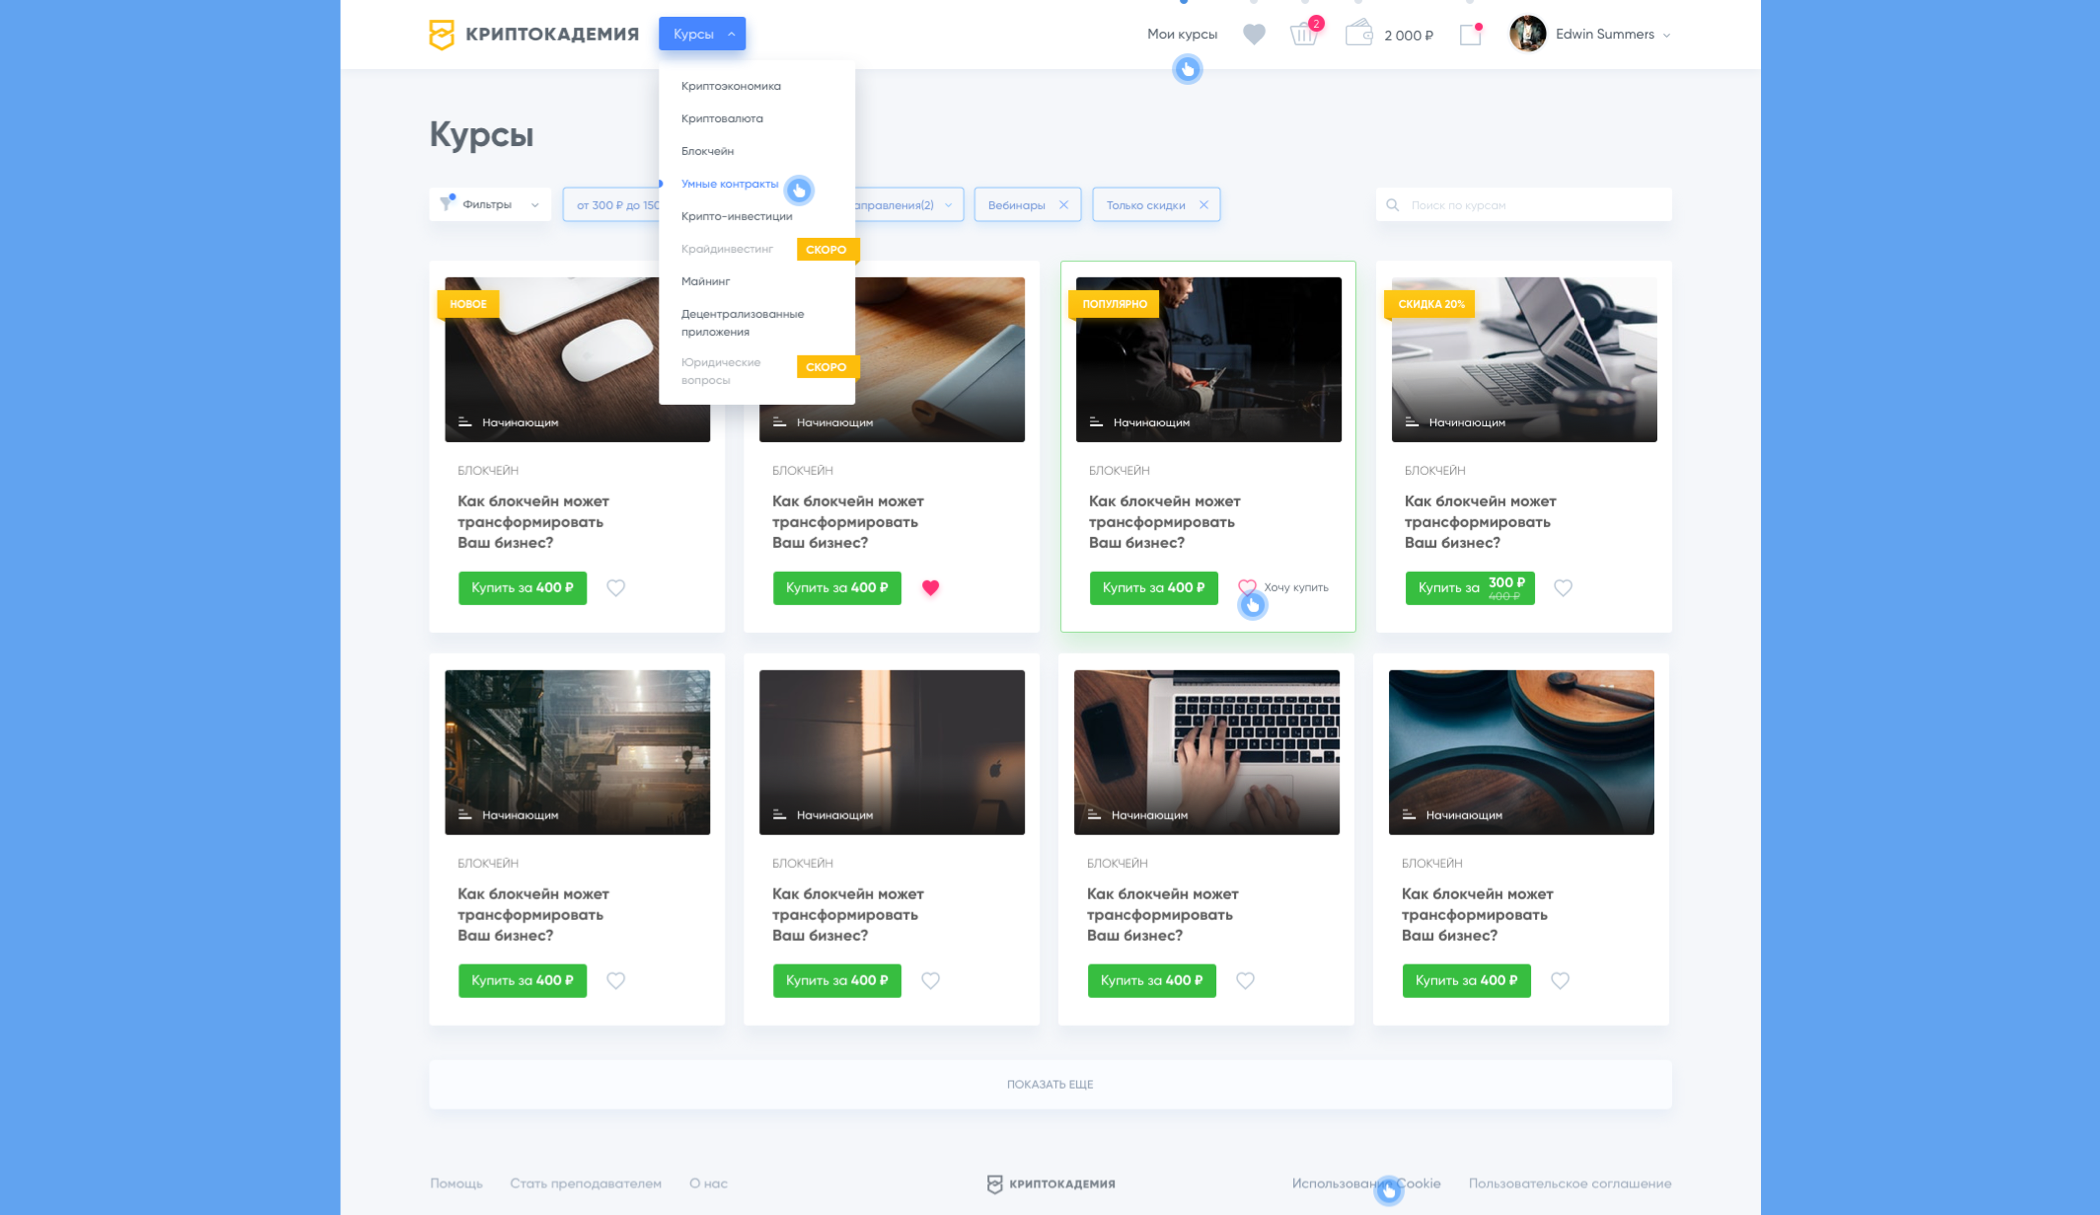 КРИПТОКАДЕМИЯ
Курсы
Мои курсы
2
2 000 ₽
Edwin Summers
Криптоэкономика
Криптовалюта
Блокчейн
Умные контракты
Крипто-инвестиции
Крайдинвестинг
СКОРО
Майнинг
Децентрализованные
приложения
Юридические
вопросы
СКОРО
Курсы
Фильтры
от 300 ₽ до 150
аправления(2)
Вебинары
Только скидки
Поиск по курсам
НОВОЕ
Начинающим
БЛОКЧЕЙН
Как блокчейн может
трансформировать
Ваш бизнес?
Купить за 400 ₽
Начинающим
БЛОКЧЕЙН
Как блокчейн может
трансформировать
Ваш бизнес?
Купить за 400 ₽
ПОПУЛЯРНО
Начинающим
БЛОКЧЕЙН
Как блокчейн может
трансформировать
Ваш бизнес?
Купить за 400 ₽
Хочу купить
СКИДКА 20%
Начинающим
БЛОКЧЕЙН
Как блокчейн может
трансформировать
Ваш бизнес?
Купить за 300 ₽
400 ₽
Начинающим
БЛОКЧЕЙН
Как блокчейн может
трансформировать
Ваш бизнес?
Купить за 400 ₽
Начинающим
БЛОКЧЕЙН
Как блокчейн может
трансформировать
Ваш бизнес?
Купить за 400 ₽
Начинающим
БЛОКЧЕЙН
Как блокчейн может
трансформировать
Ваш бизнес?
Купить за 400 ₽
Начинающим
БЛОКЧЕЙН
Как блокчейн может
трансформировать
Ваш бизнес?
Купить за 400 ₽
ПОКАЗАТЬ ЕЩЕ
Помощь
Стать преподавателем
О нас
КРИПТОКАДЕМИЯ
Использование Cookie
Пользовательское соглашение